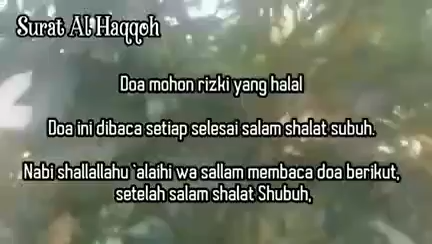 Surat Al Haqqoh
Doa mohon rizki yang halal
Doa ini dibaca setiap selesai salam shalat subuh.
Nabi shallallahu `alaihi wa sallam membaca doa berikut,
setelah salam shalat Shubuh,